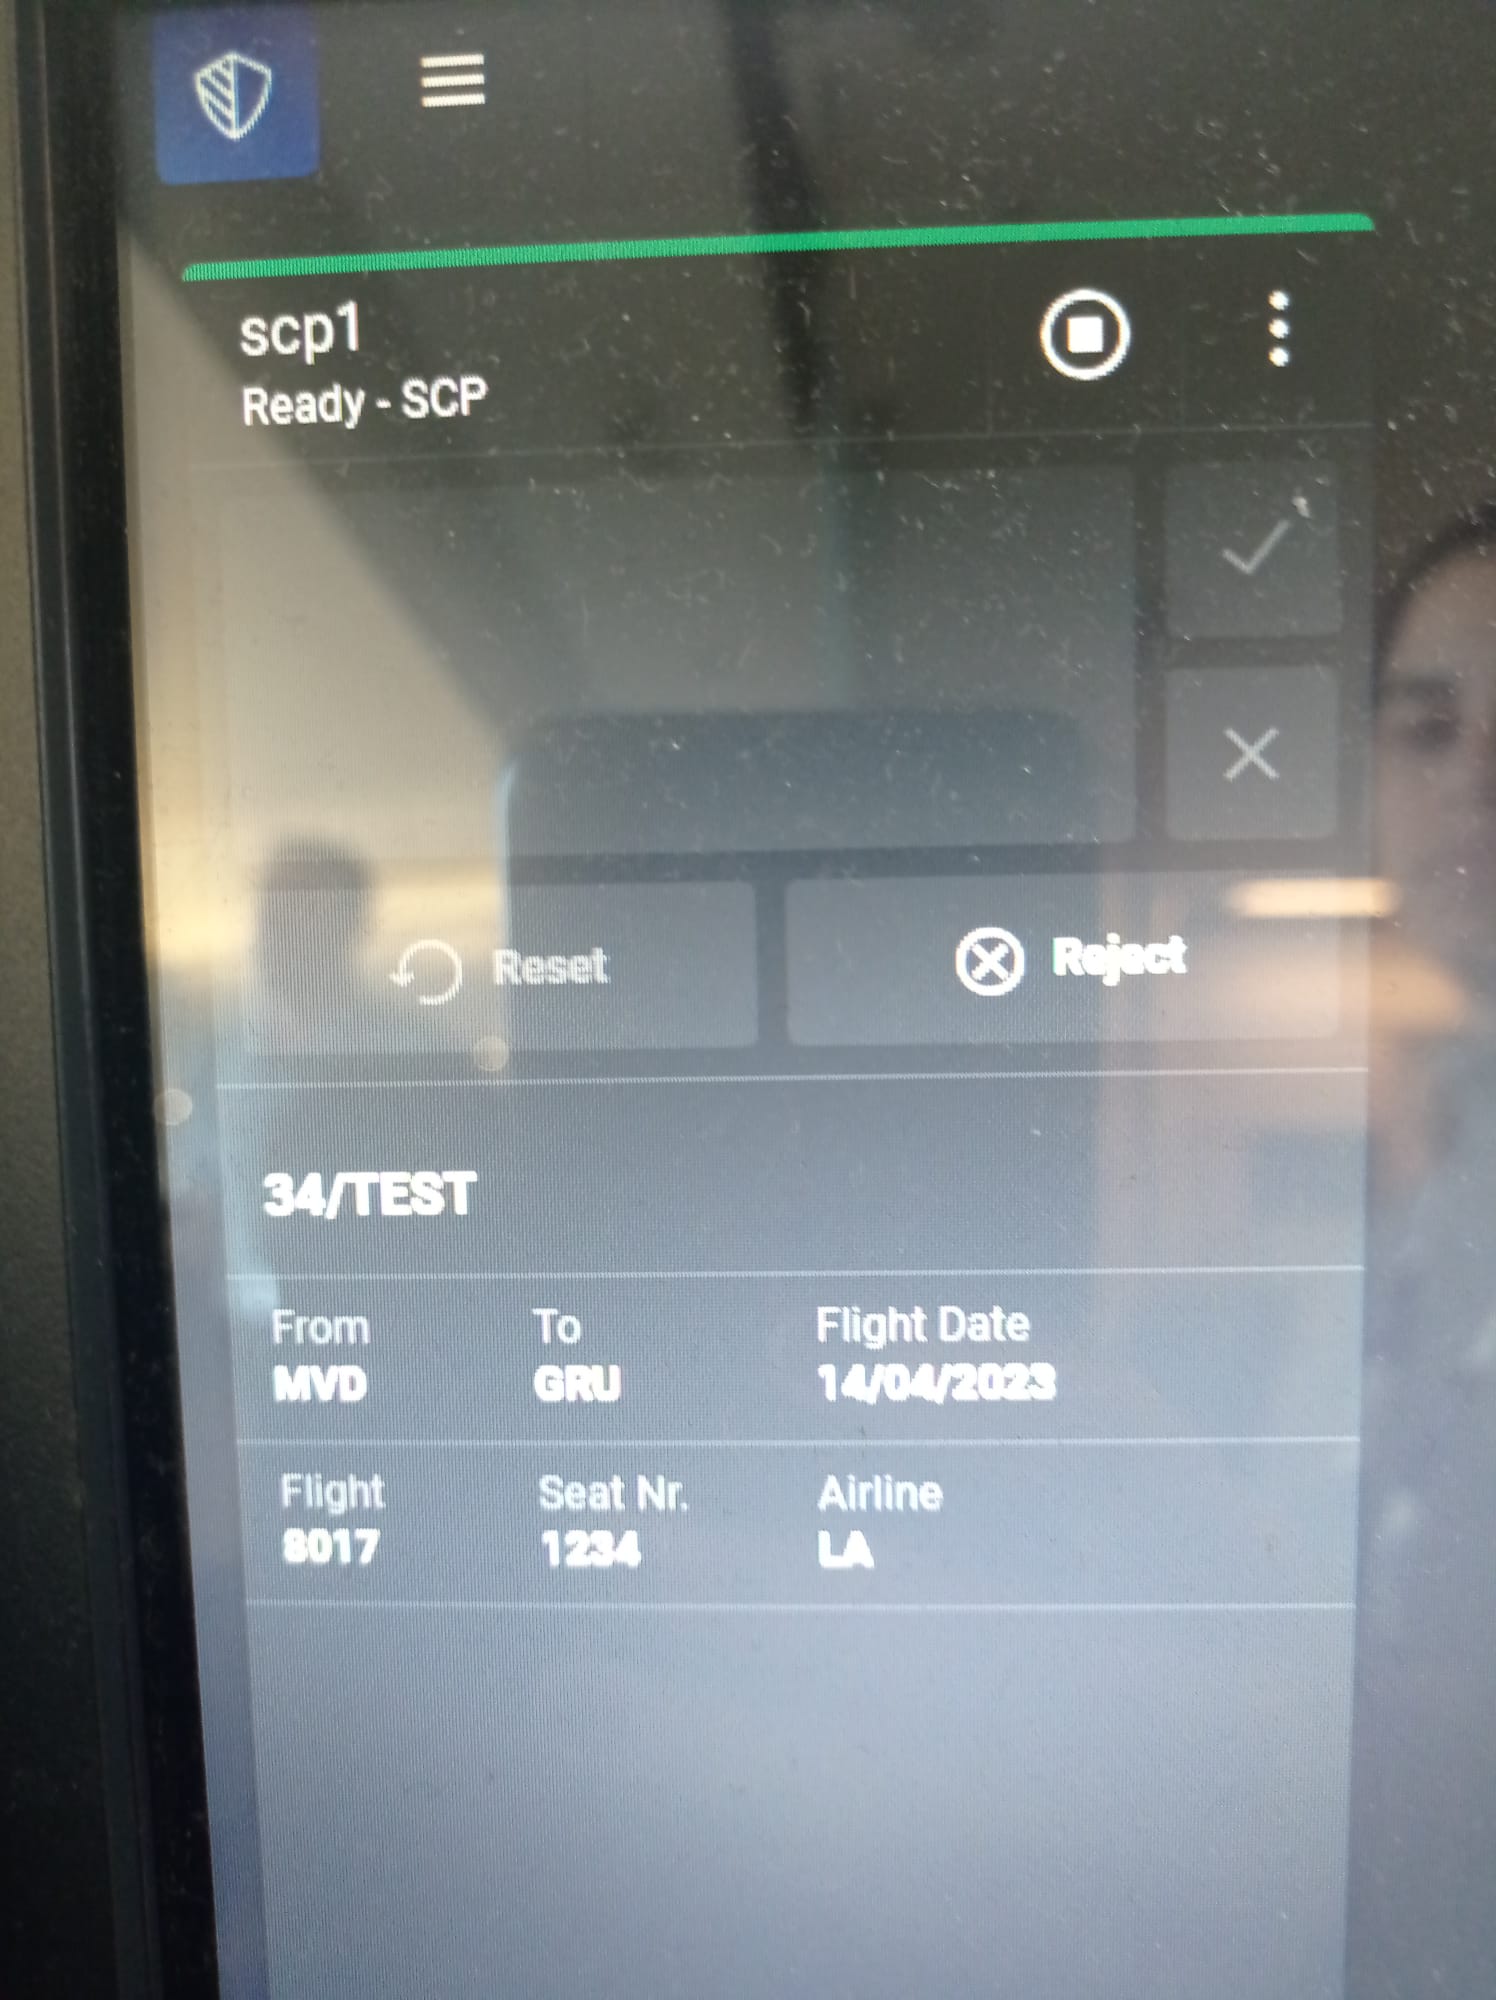 scp1
Ready - SCP
Reset
Reject
34/TEST
From To Flight Date
MVD GRU 14/04/2023
Flight Seat Nr. Airline
8017 1234 LA